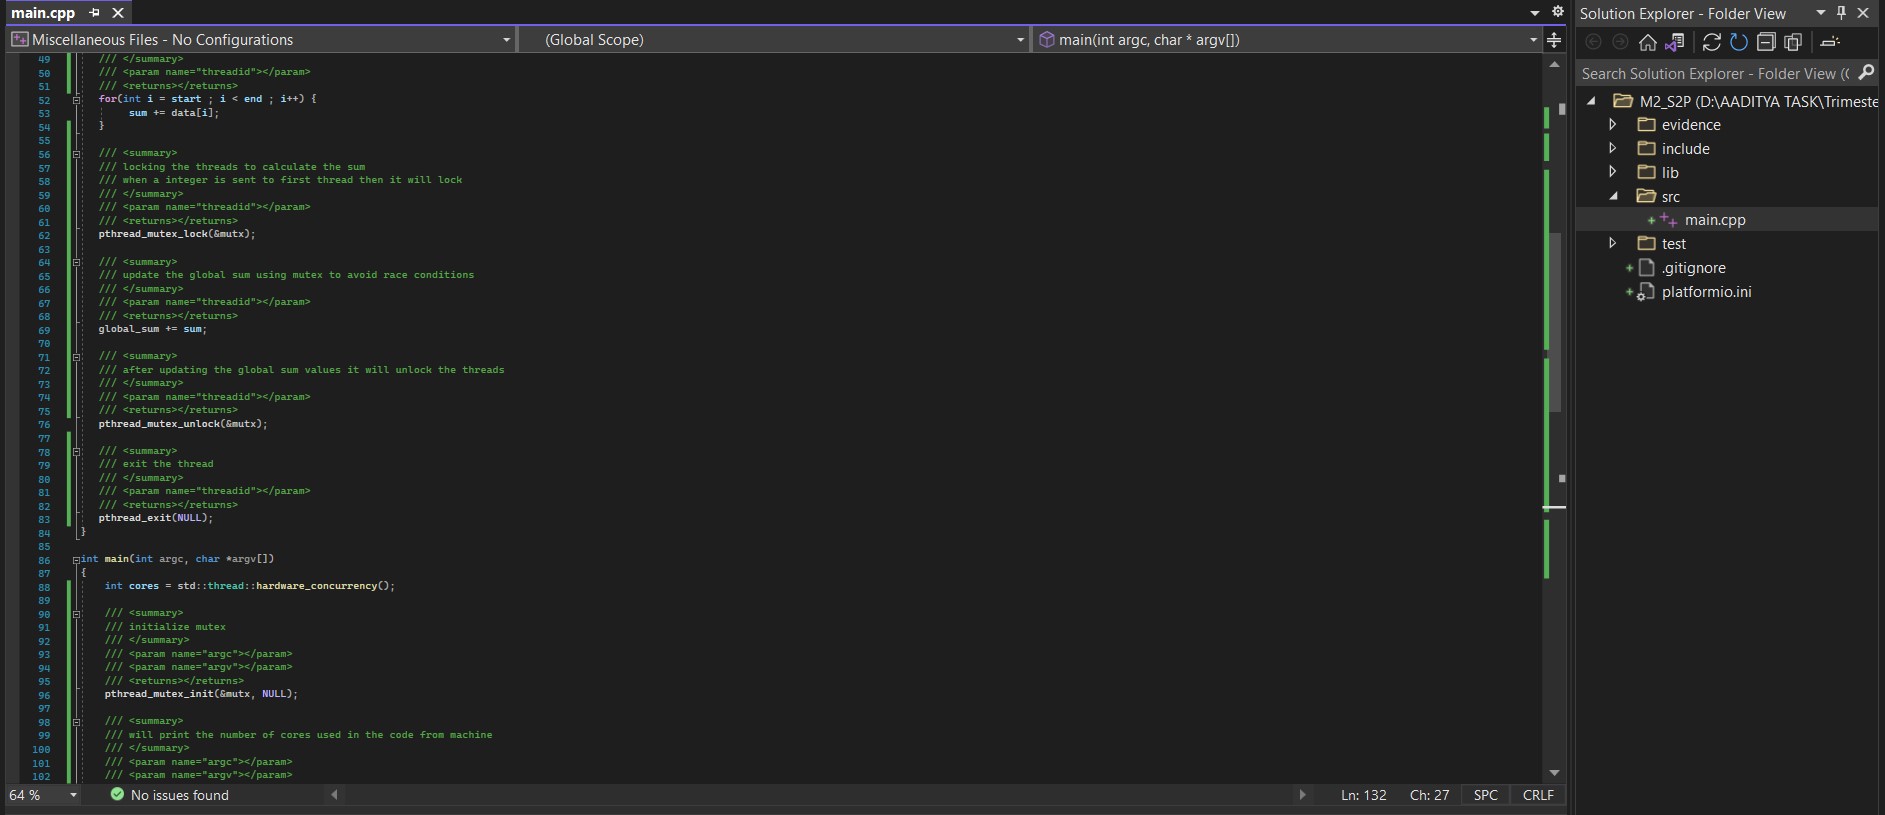 main.cpp
Miscellaneous Files - No Configurations
(Global Scope)
main(int argc, char * argv[])
49 /// </summary>
50 /// <param name="threadid"></param>
51 /// <returns></returns>
52 for(int i = start ; i < end ; i++) {
53 sum += data[i];
54 }
55
56 /// <summary>
57 /// locking the threads to calculate the sum
58 /// when a integer is sent to first thread then it will lock
59 /// </summary>
60 /// <param name="threadid"></param>
61 /// <returns></returns>
62 pthread_mutex_lock(&mutx);
63
64 /// <summary>
65 /// update the global sum using mutex to avoid race conditions
66 /// </summary>
67 /// <param name="threadid"></param>
68 /// <returns></returns>
69 global_sum += sum;
70
71 /// <summary>
72 /// after updating the global sum values it will unlock the threads
73 /// </summary>
74 /// <param name="threadid"></param>
75 /// <returns></returns>
76 pthread_mutex_unlock(&mutx);
77
78 /// <summary>
79 /// exit the thread
80 /// </summary>
81 /// <param name="threadid"></param>
82 /// <returns></returns>
83 pthread_exit(NULL);
84 }
85
86 int main(int argc, char *argv[])
87 {
88 int cores = std::thread::hardware_concurrency();
89
90 /// <summary>
91 /// initialize mutex
92 /// </summary>
93 /// <param name="argc"></param>
94 /// <param name="argv"></param>
95 /// <returns></returns>
96 pthread_mutex_init(&mutx, NULL);
97
98 /// <summary>
99 /// will print the number of cores used in the code from machine
100 /// </summary>
101 /// <param name="argc"></param>
102 /// <param name="argv"></param>
64 %
No issues found
Ln: 132 Ch: 27 SPC CRLF
Solution Explorer - Folder View
Search Solution Explorer - Folder View (
M2_S2P (D:\AADITYA TASK\Trimeste
evidence
include
lib
src
main.cpp
test
.gitignore
platformio.ini